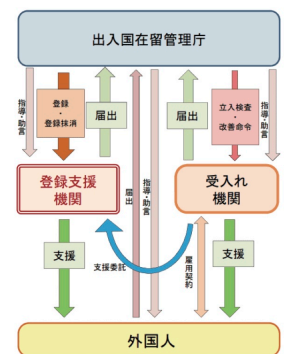 出入国在留管理庁
指導・助言
登録
・
登録抹消
届出
届出
立入検査
・
改善命令
指導・助言
登録支援
機関
届出
指導・助言
受入れ
機関
支援
支援委託
雇用契約
支援
外国人